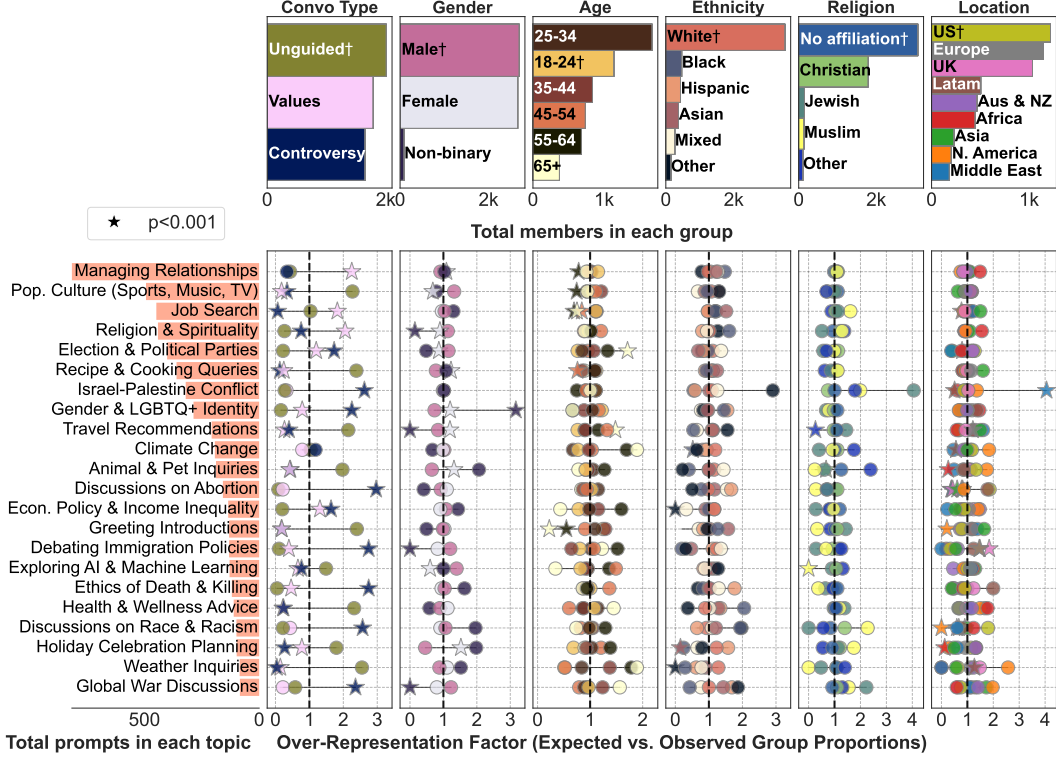 Convo Type
Gender
Age
Ethnicity
Religion
Location
Unguided†
Values
Controversy
0
2k
Male†
Female
Non-binary
0
2k
25-34
18-24†
35-44
45-54
55-64
65+
0
1k
White†
Black
Hispanic
Asian
Mixed
Other
0
2k
No affiliation†
Christian
Jewish
Muslim
Other
0
2k
US†
Europe
UK
Latam
Aus & NZ
Africa
Asia
N. America
Middle East
0
1k
p<0.001
Total members in each group
Managing Relationships
Pop. Culture (Sports, Music, TV)
Job Search
Religion & Spirituality
Election & Political Parties
Recipe & Cooking Queries
Israel-Palestine Conflict
Gender & LGBTQ+ Identity
Travel Recommendations
Climate Change
Animal & Pet Inquiries
Discussions on Abortion
Econ. Policy & Income Inequality
Greeting Introductions
Debating Immigration Policies
Exploring AI & Machine Learning
Ethics of Death & Killing
Health & Wellness Advice
Discussions on Race & Racism
Holiday Celebration Planning
Weather Inquiries
Global War Discussions
500 0
0 1 2 3
0 1 2 3
0 1 2
0 1 2 3
0 1 2 3 4
0 1 2 3 4
Total prompts in each topic
Over-Representation Factor (Expected vs. Observed Group Proportions)